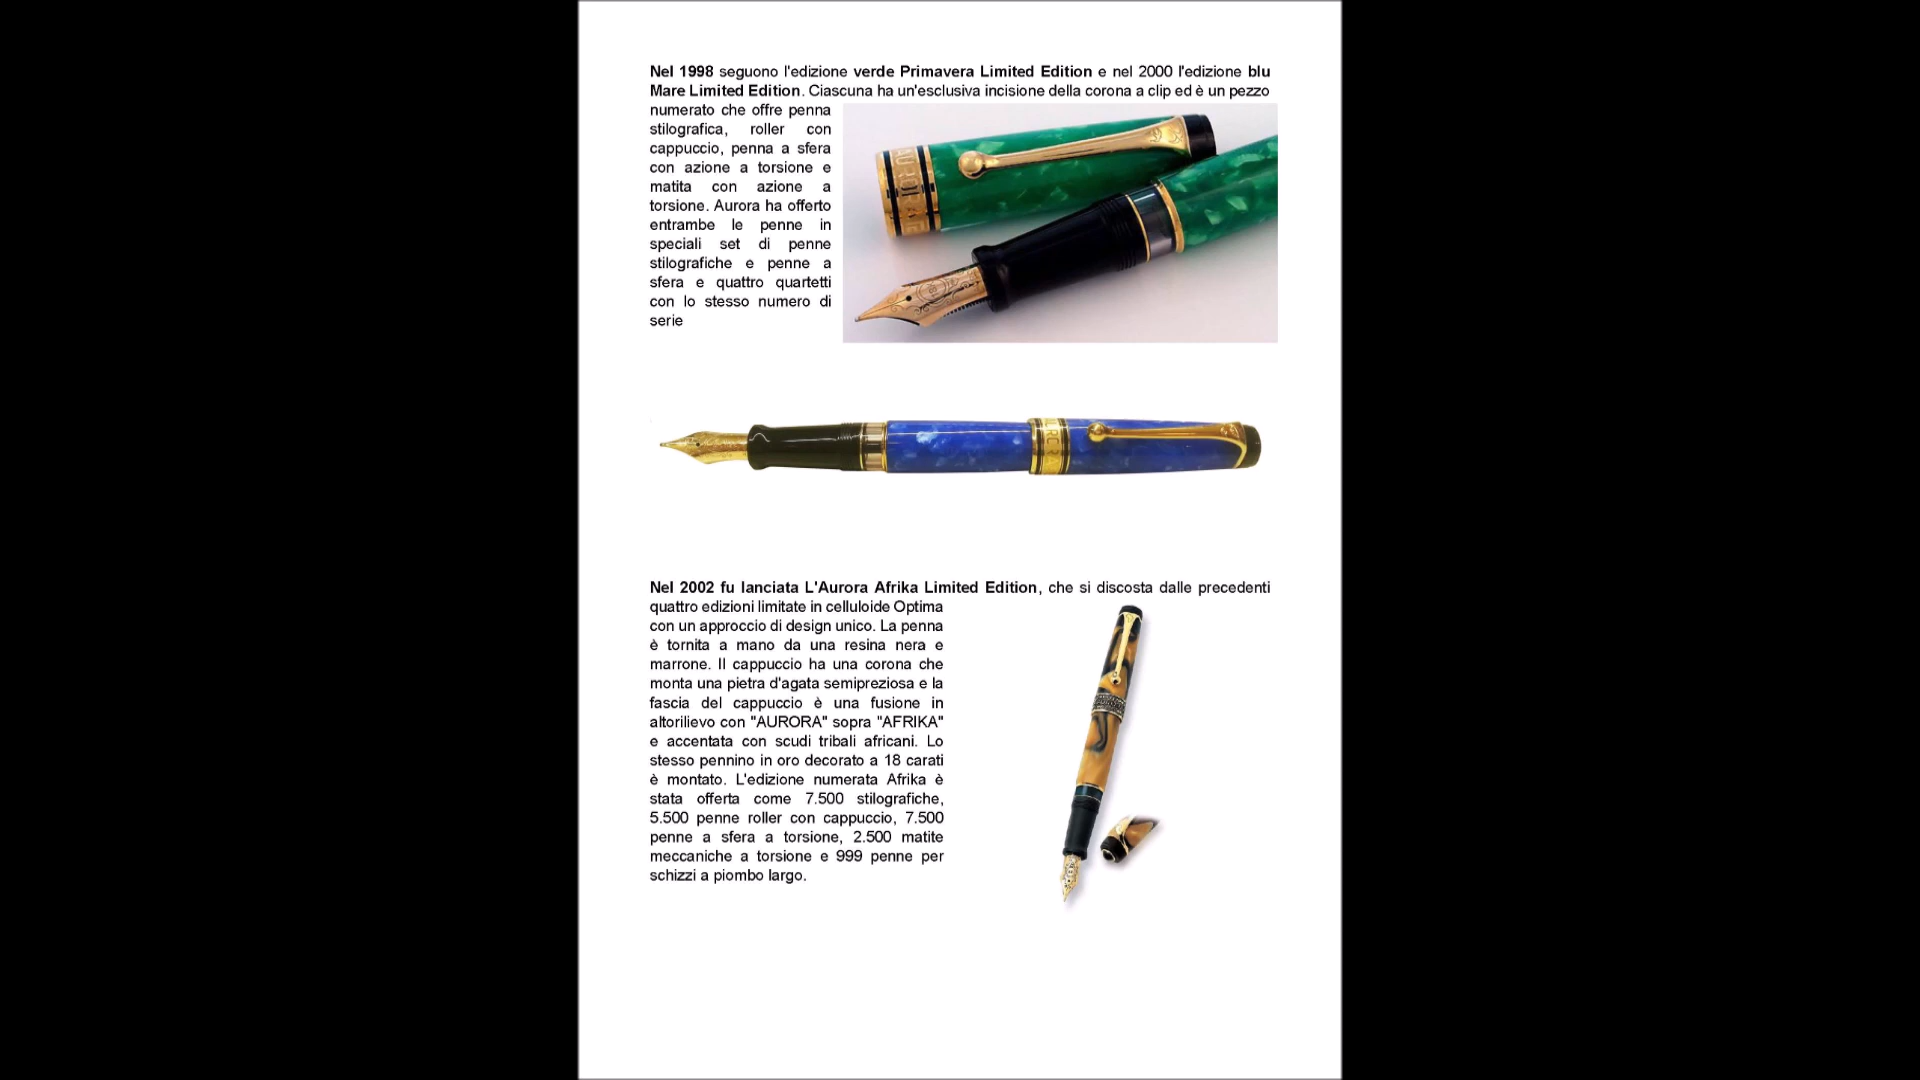 Nel 1998 seguono l'edizione verde Primavera Limited Edition e nel 2000 l'edizione blu
Mare Limited Edition. Ciascuna ha un'esclusiva incisione della corona a clip ed è un pezzo
numerato che offre penna
stilografica, roller con
cappuccio, penna a sfera
con azione a torsione e
matita con azione a
torsione. Aurora ha offerto
entrambe le penne in
speciali set di penne
stilografiche e penne a
sfera e quattro quartetti
con lo stesso numero di
serie
Nel 2002 fu lanciata L'Aurora Afrika Limited Edition, che si discosta dalle precedenti
quattro edizioni limitate in celluloide Optima
con un approccio di design unico. La penna
è tornita a mano da una resina nera e
marrone. Il cappuccio ha una corona che
monta una pietra d'agata semipreziosa e la
fascia del cappuccio è una fusione in
altorilievo con "AURORA" sopra "AFRIKA"
e accentata con scudi tribali africani. Lo
stesso pennino in oro decorato a 18 carati
è montato. L'edizione numerata Afrika è
stata offerta come 7.500 stilografiche,
5.500 penne roller con cappuccio, 7.500
penne a sfera a torsione, 2.500 matite
meccaniche a torsione e 999 penne per
schizzi a piombo largo.